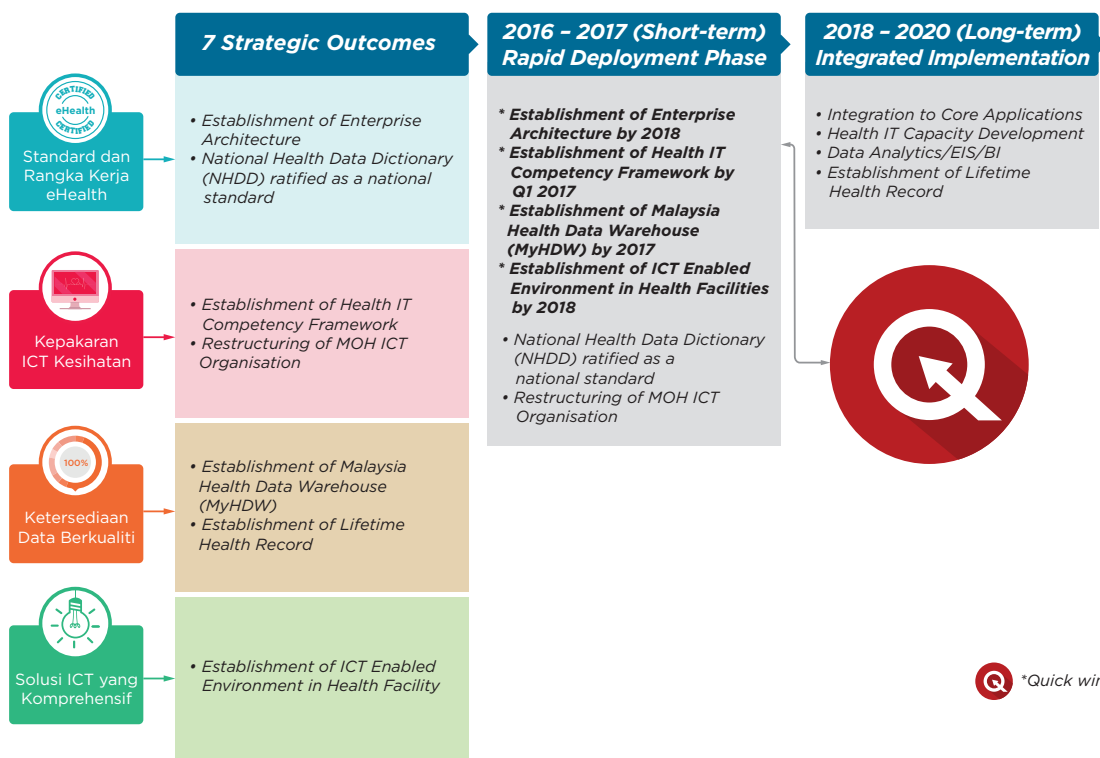 7 Strategic Outcomes
2016 – 2017 (Short-term)
Rapid Deployment Phase
2018 – 2020 (Long-term)
Integrated Implementation
CERTIFIED
eHealth
CERTIFIED
Standard dan
Rangka Kerja
eHealth
• Establishment of Enterprise
Architecture
• National Health Data Dictionary
(NHDD) ratified as a national
standard
Kepakaran
ICT Kesihatan
• Establishment of Health IT
Competency Framework
• Restructuring of MOH ICT
Organisation
100%
Ketersediaan
Data Berkualiti
• Establishment of Malaysia
Health Data Warehouse
(MyHDW)
• Establishment of Lifetime
Health Record
Solusi ICT yang
Komprehensif
• Establishment of ICT Enabled
Environment in Health Facility
* Establishment of Enterprise
Architecture by 2018
* Establishment of Health IT
Competency Framework by
Q1 2017
* Establishment of Malaysia
Health Data Warehouse
(MyHDW) by 2017
* Establishment of ICT Enabled
Environment in Health Facilities
by 2018
• National Health Data Dictionary
(NHDD) ratified as a
national standard
• Restructuring of MOH ICT
Organisation
• Integration to Core Applications
• Health IT Capacity Development
• Data Analytics/EIS/BI
• Establishment of Lifetime
Health Record
*Quick